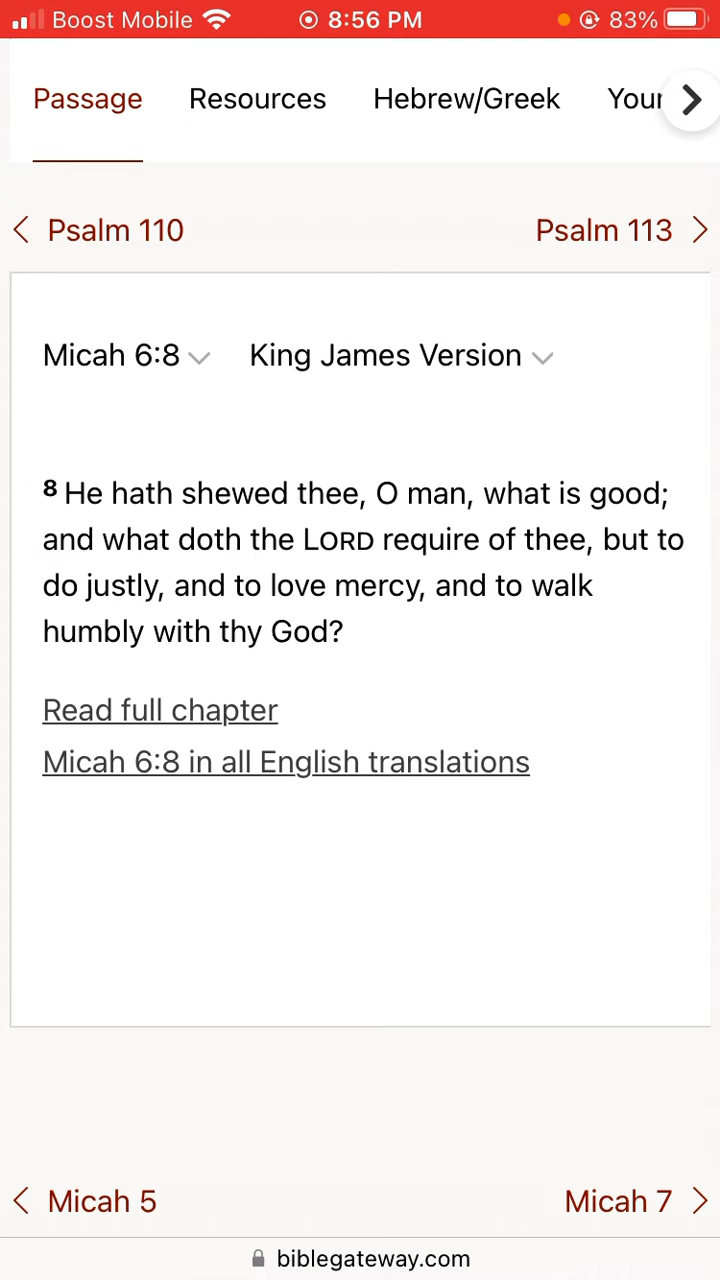 Boost Mobile 8:56 PM 83%
Passage Resources Hebrew/Greek Your
Psalm 110 Psalm 113
Micah 6:8 King James Version
8 He hath shewed thee, O man, what is good;
and what doth the LORD require of thee, but to
do justly, and to love mercy, and to walk
humbly with thy God?
Read full chapter
Micah 6:8 in all English translations
Micah 5 Micah 7
biblegateway.com